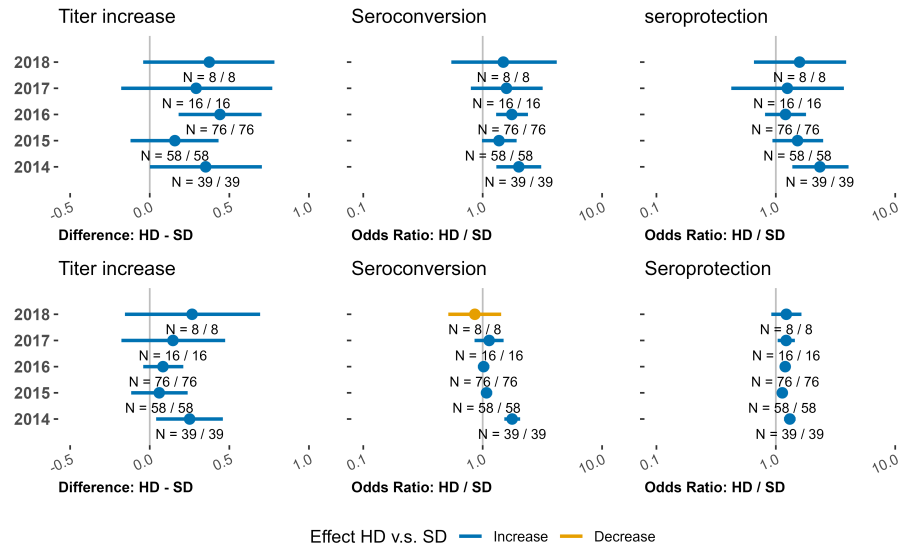 Titer increase
Seroconversion
seroprotection
2018
2017
2016
2015
2014
N = 8 / 8
N = 16 / 16
N = 76 / 76
N = 58 / 58
N = 39 / 39
N = 8 / 8
N = 16 / 16
N = 76 / 76
N = 58 / 58
N = 39 / 39
N = 8 / 8
N = 16 / 16
N = 76 / 76
N = 58 / 58
N = 39 / 39
-0.5 0.0 0.5 1.0
0.1 1.0 10.0
0.1 1.0 10.0
Difference: HD - SD
Odds Ratio: HD / SD
Odds Ratio: HD / SD
Titer increase
Seroconversion
Seroprotection
2018
2017
2016
2015
2014
N = 8 / 8
N = 16 / 16
N = 76 / 76
N = 58 / 58
N = 39 / 39
N = 8 / 8
N = 16 / 16
N = 76 / 76
N = 58 / 58
N = 39 / 39
N = 8 / 8
N = 16 / 16
N = 76 / 76
N = 58 / 58
N = 39 / 39
-0.5 0.0 0.5 1.0
0.1 1.0 10.0
0.1 1.0 10.0
Difference: HD - SD
Odds Ratio: HD / SD
Odds Ratio: HD / SD
Effect HD v.s. SD Increase Decrease